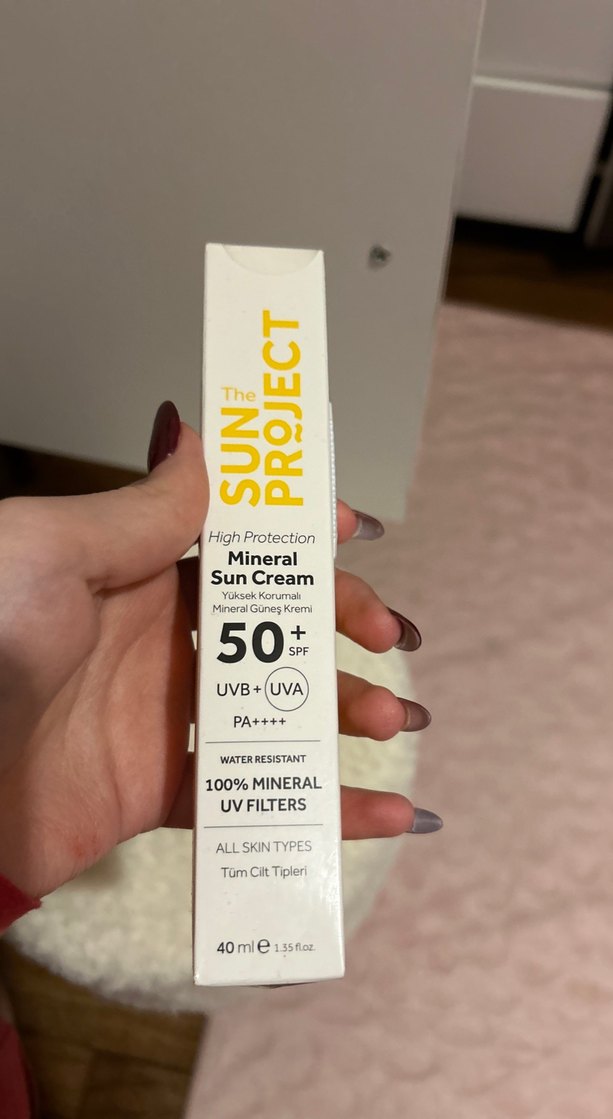 The
SUN
PROJECT
High Protection
Mineral
Sun Cream
Yüksek Korumalı
Mineral Güneş Kremi
50+
SPF
UVB + UVA
PA++++
WATER RESISTANT
100% MINERAL
UV FILTERS
ALL SKIN TYPES
Tüm Cilt Tipleri
40 ml ℮ 1.35 fl.oz.